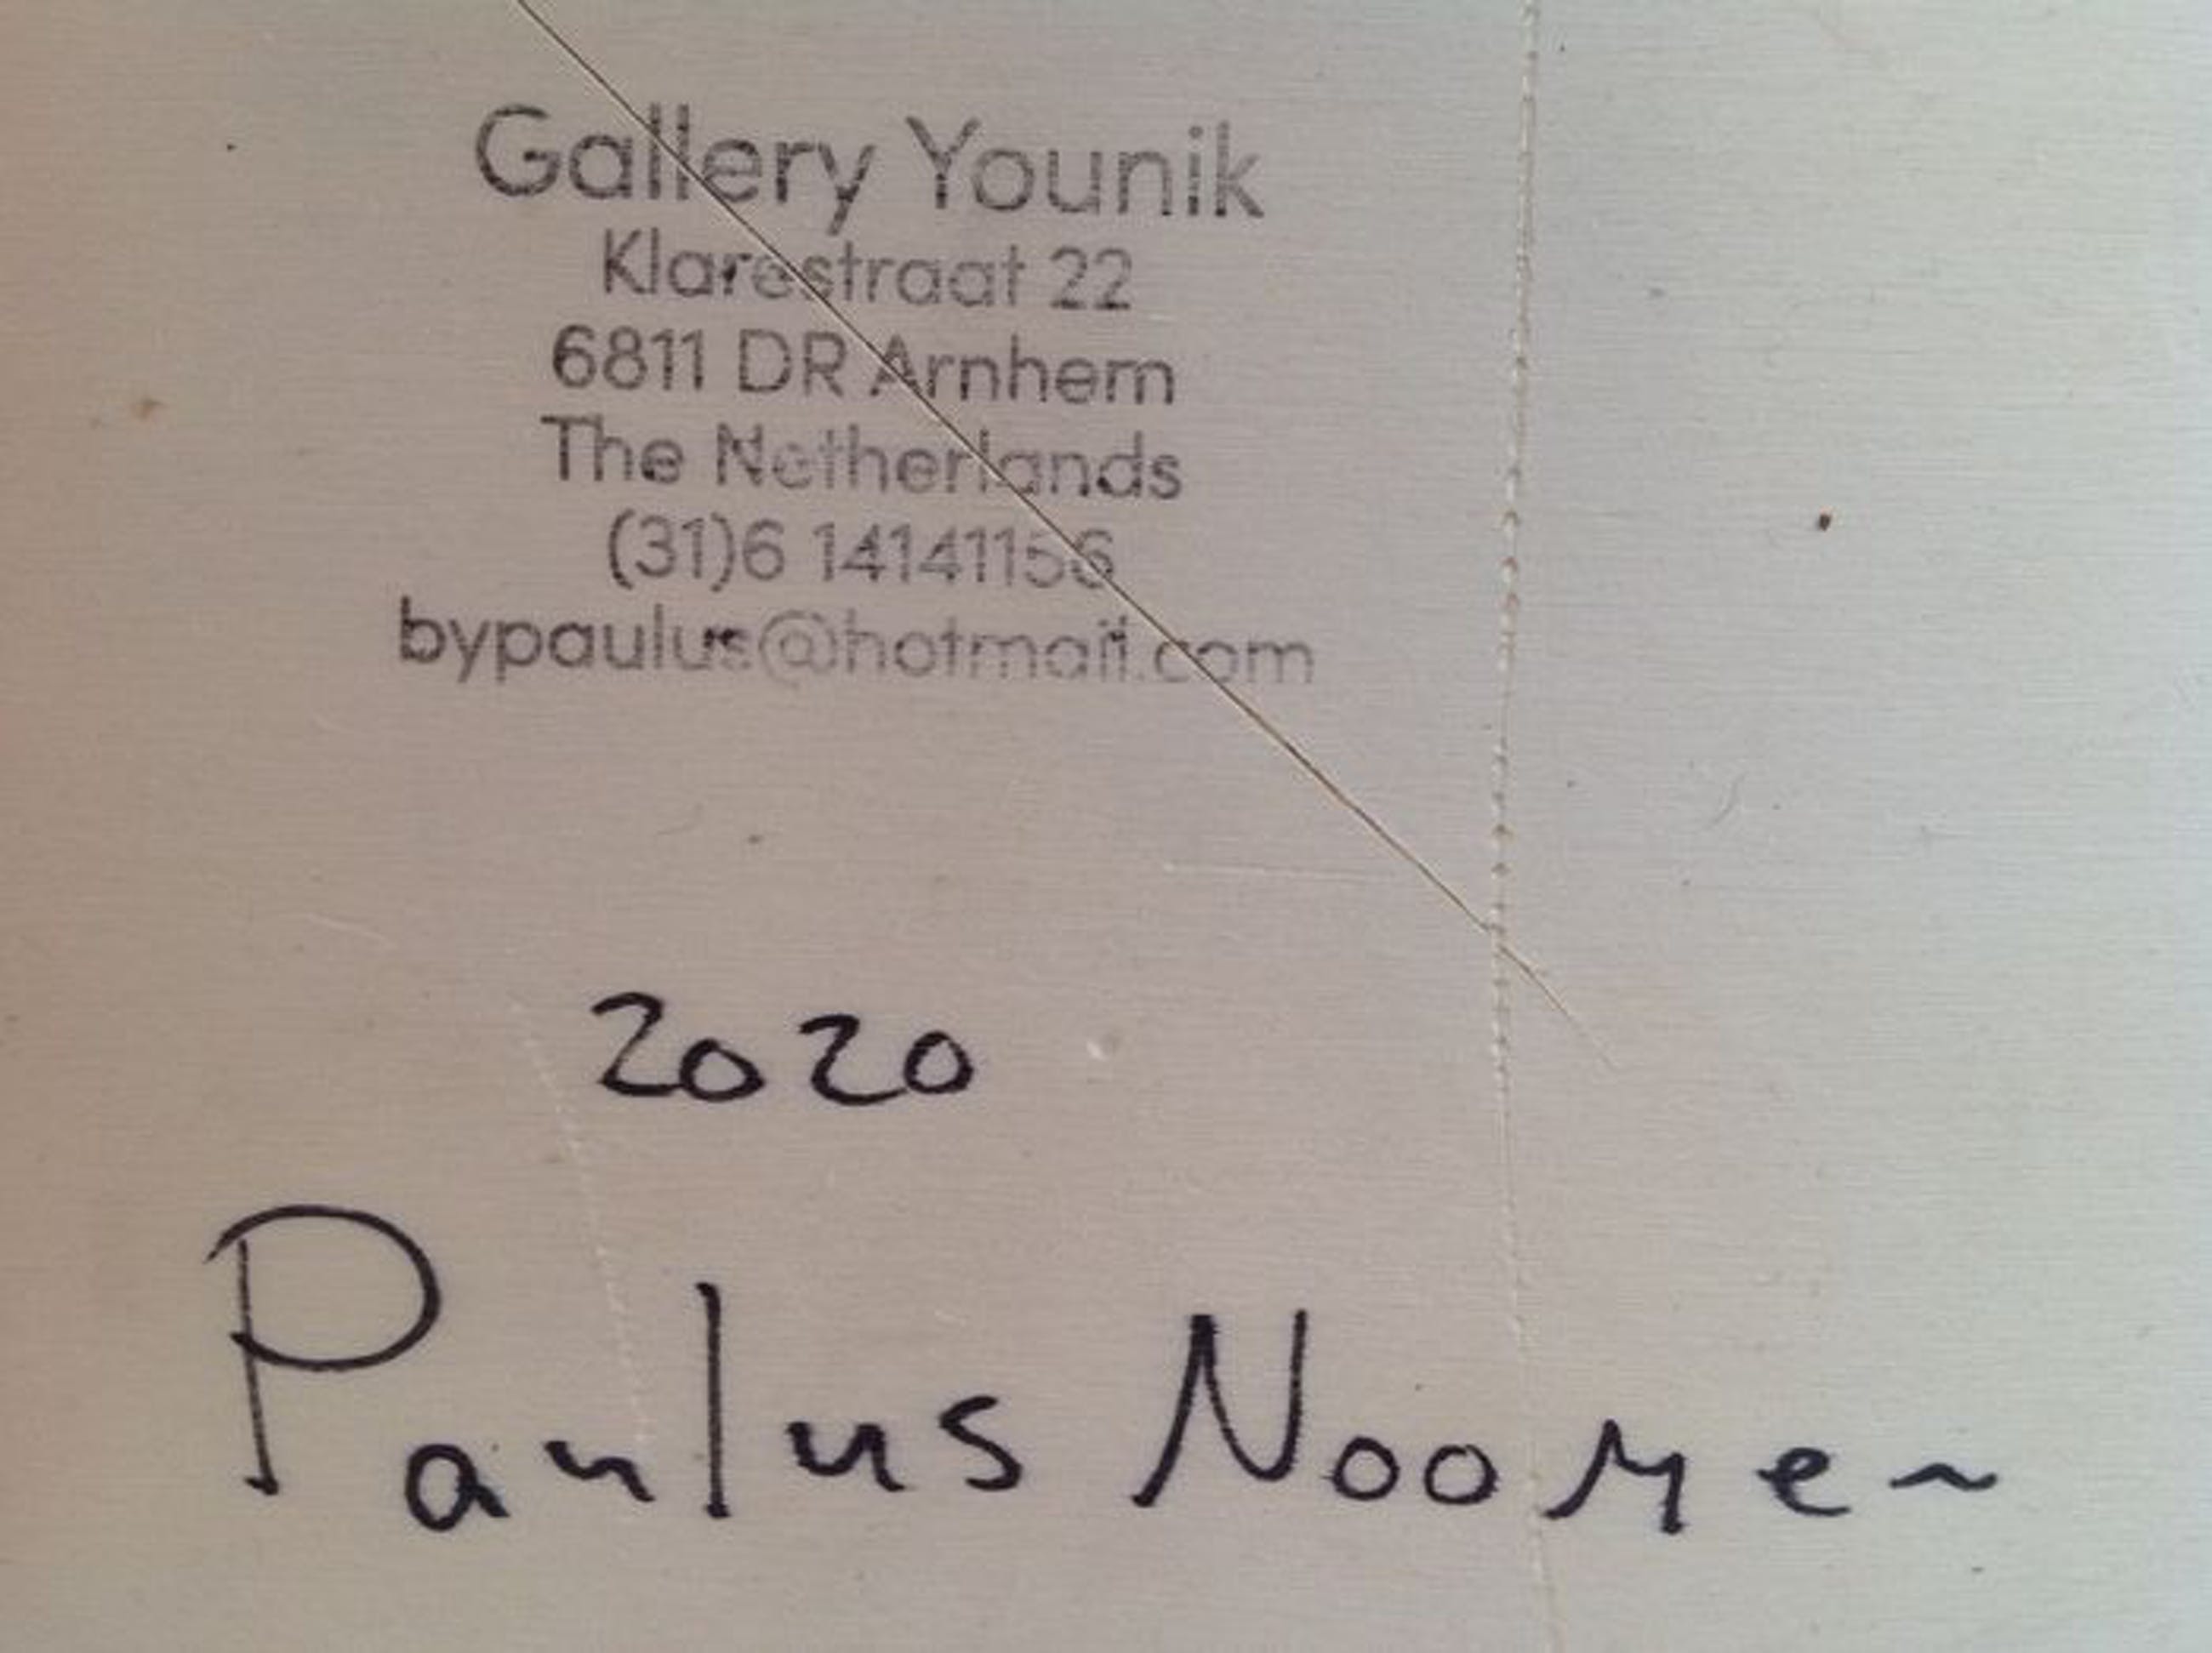 Gallery Younik
Klarestraat 22
6811 DR Arnhem
The Netherlands
(31)6 14141156
bypaulus@hotmail.com
2020
Paulus Noomen